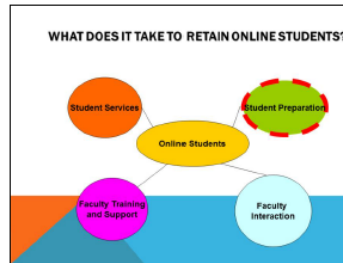 WHAT DOES IT TAKE TO RETAIN ONLINE STUDENTS?
Student Services
Student Preparation
Online Students
Faculty Training
and Support
Faculty
Interaction